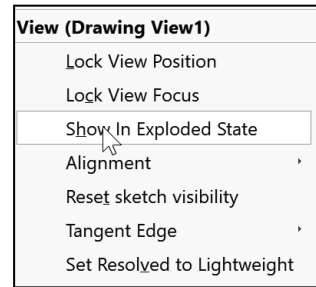 View (Drawing View1)
Lock View Position
Lock View Focus
Show In Exploded State
Alignment
Reset sketch visibility
Tangent Edge
Set Resolved to Lightweight